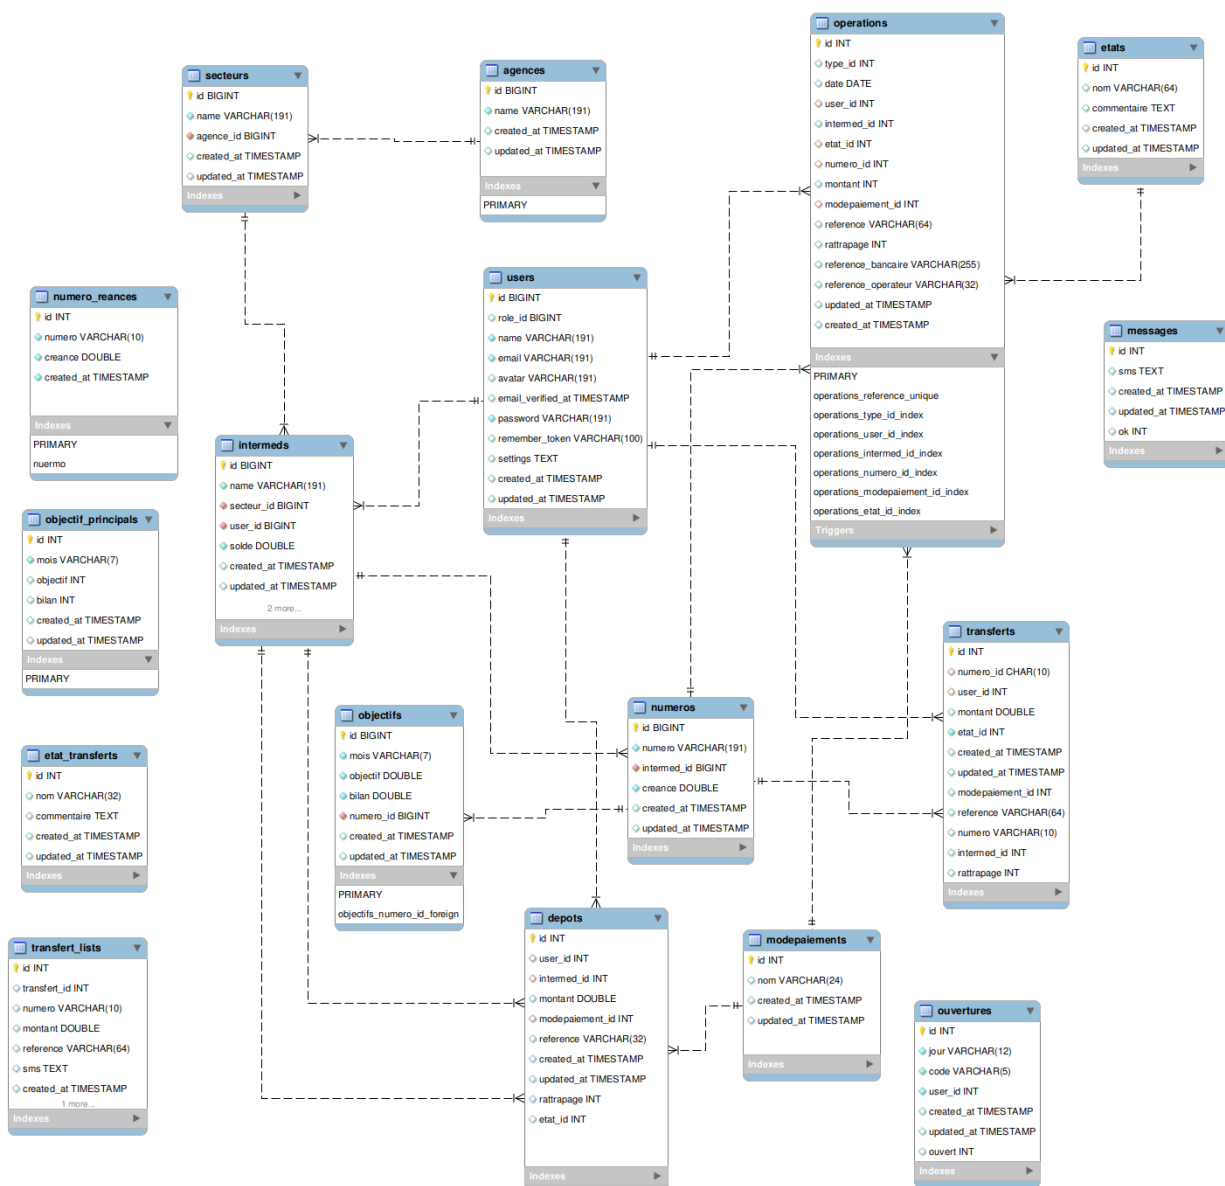 secteurs
id BIGINT
name VARCHAR(191)
agence_id BIGINT
created_at TIMESTAMP
updated_at TIMESTAMP
Indexes
agences
id BIGINT
name VARCHAR(191)
created_at TIMESTAMP
updated_at TIMESTAMP
Indexes
PRIMARY
operations
id INT
type_id INT
date DATE
user_id INT
intermed_id INT
etat_id INT
numero_id INT
montant INT
modepaiement_id INT
reference VARCHAR(64)
rattrapage INT
reference_bancaire VARCHAR(255)
reference_operateur VARCHAR(32)
updated_at TIMESTAMP
created_at TIMESTAMP
Indexes
PRIMARY
operations_reference_unique
operations_type_id_index
operations_user_id_index
operations_intermed_id_index
operations_numero_id_index
operations_modepaiement_id_index
operations_etat_id_index
Triggers
etats
id INT
nom VARCHAR(64)
commentaire TEXT
created_at TIMESTAMP
updated_at TIMESTAMP
Indexes
numero_reances
id INT
numero VARCHAR(10)
creance DOUBLE
created_at TIMESTAMP
Indexes
PRIMARY
nuermo
users
id BIGINT
role_id BIGINT
name VARCHAR(191)
email VARCHAR(191)
avatar VARCHAR(191)
email_verified_at TIMESTAMP
password VARCHAR(191)
remember_token VARCHAR(100)
settings TEXT
created_at TIMESTAMP
updated_at TIMESTAMP
Indexes
messages
id INT
sms TEXT
created_at TIMESTAMP
updated_at TIMESTAMP
ok INT
Indexes
intermeds
id BIGINT
name VARCHAR(191)
secteur_id BIGINT
user_id BIGINT
solde DOUBLE
created_at TIMESTAMP
updated_at TIMESTAMP
2 more...
Indexes
objectif_principals
id INT
mois VARCHAR(7)
objectif INT
bilan INT
created_at TIMESTAMP
updated_at TIMESTAMP
Indexes
PRIMARY
transferts
id INT
numero_id CHAR(10)
user_id INT
montant DOUBLE
etat_id INT
created_at TIMESTAMP
updated_at TIMESTAMP
modepaiement_id INT
reference VARCHAR(64)
numero VARCHAR(10)
intermed_id INT
rattrapage INT
Indexes
objectifs
id BIGINT
mois VARCHAR(7)
objectif DOUBLE
bilan DOUBLE
numero_id BIGINT
created_at TIMESTAMP
updated_at TIMESTAMP
Indexes
PRIMARY
objectifs_numero_id_foreign
numeros
id BIGINT
numero VARCHAR(191)
intermed_id BIGINT
creance DOUBLE
created_at TIMESTAMP
updated_at TIMESTAMP
Indexes
etat_transferts
id INT
nom VARCHAR(32)
commentaire TEXT
created_at TIMESTAMP
updated_at TIMESTAMP
Indexes
depots
id INT
user_id INT
intermed_id INT
montant DOUBLE
modepaiement_id INT
reference VARCHAR(32)
created_at TIMESTAMP
updated_at TIMESTAMP
rattrapage INT
etat_id INT
Indexes
modepaiements
id INT
nom VARCHAR(24)
created_at TIMESTAMP
updated_at TIMESTAMP
Indexes
transfert_lists
id INT
transfert_id INT
numero VARCHAR(10)
montant DOUBLE
reference VARCHAR(64)
sms TEXT
created_at TIMESTAMP
1 more...
Indexes
ouvertures
id INT
jour VARCHAR(12)
code VARCHAR(5)
user_id INT
created_at TIMESTAMP
updated_at TIMESTAMP
ouvert INT
Indexes